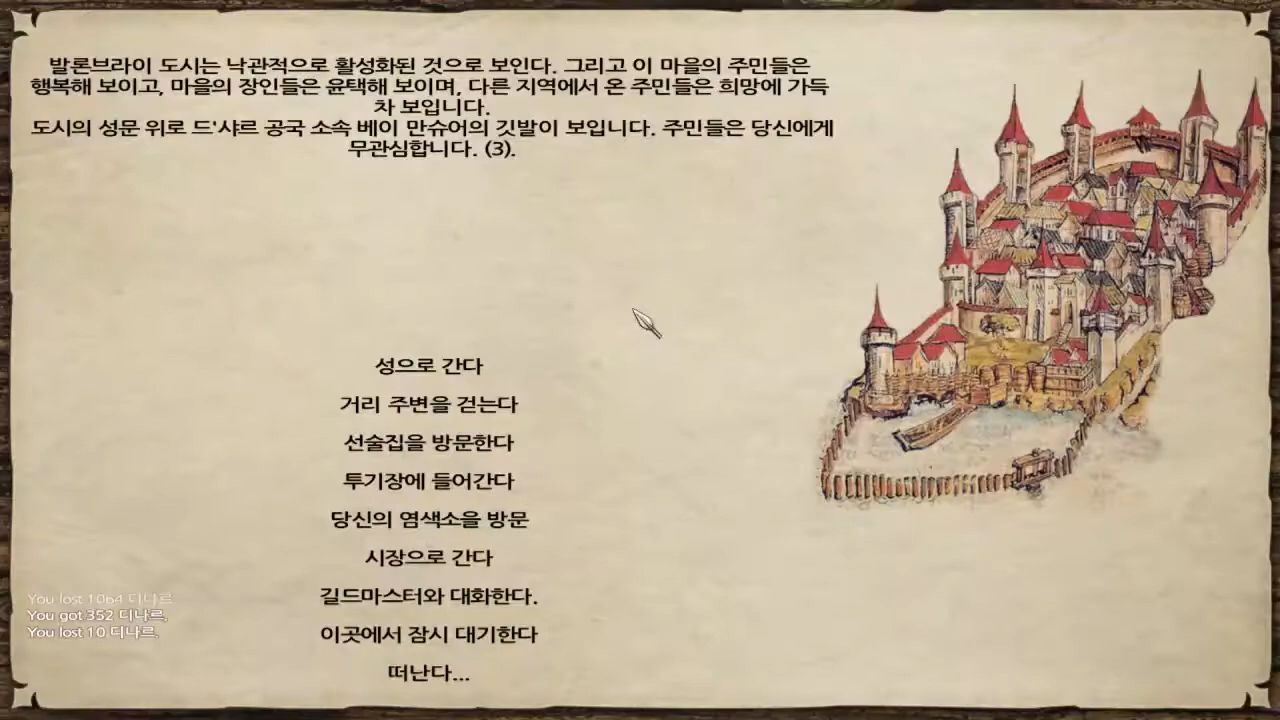 발론브라이 도시는 낙관적으로 활성화된 것으로 보인다. 그리고 이 마을의 주민들은
행복해 보이고, 마을의 장인들은 윤택해 보이며, 다른 지역에서 온 주민들은 희망에 가득
차 보입니다.
도시의 성문 위로 드'샤르 공국 소속 베이 만슈어의 깃발이 보입니다. 주민들은 당신에게
무관심합니다. (3).
성으로 간다
거리 주변을 걷는다
선술집을 방문한다
투기장에 들어간다
당신의 염색소을 방문
시장으로 간다
길드마스터와 대화한다.
이곳에서 잠시 대기한다
떠난다...
You lost 1064 디나르
You got 352 디나르,
You lost 10 디나르.